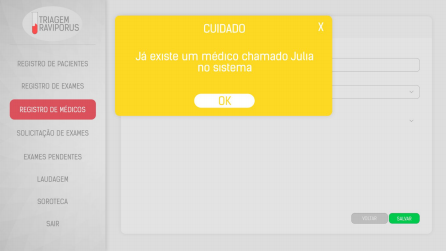 TRIAGEM
RAVIPORUS
REGISTRO DE PACIENTES
REGISTRO DE EXAMES
REGISTRO DE MÉDICOS
SOLICITAÇÃO DE EXAMES
EXAMES PENDENTES
LAUDAGEM
SOROTECA
SAIR
CUIDADO
X
Já existe um médico chamado Julia
no sistema
OK
VOLTAR
SALVAR